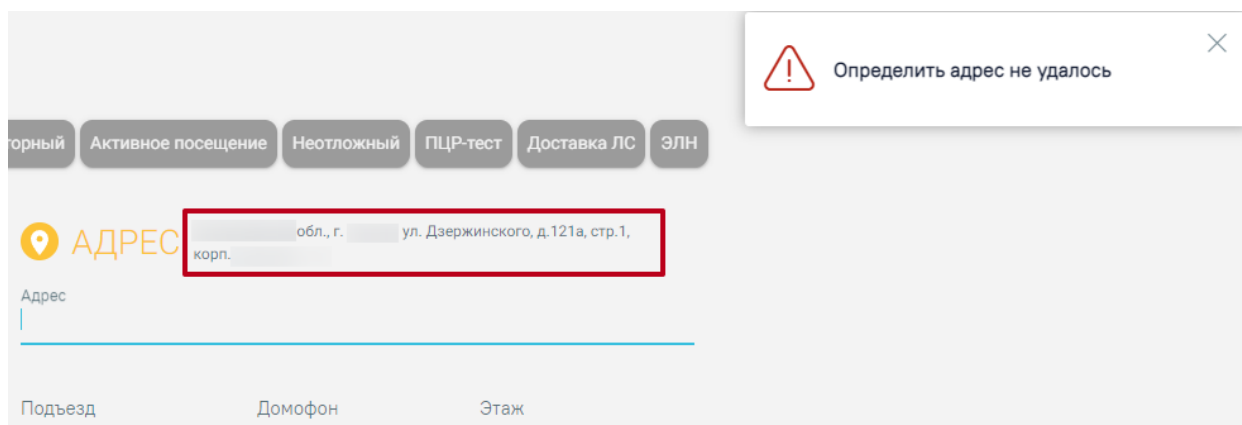 Определить адрес не удалось
торный Активное посещение Неотложный ПЦР-тест Доставка ЛС ЭЛН
АДРЕС обл., г. ул. Дзержинского, д.121а, стр.1,
корп.
Адрес
Подъезд Домофон Этаж